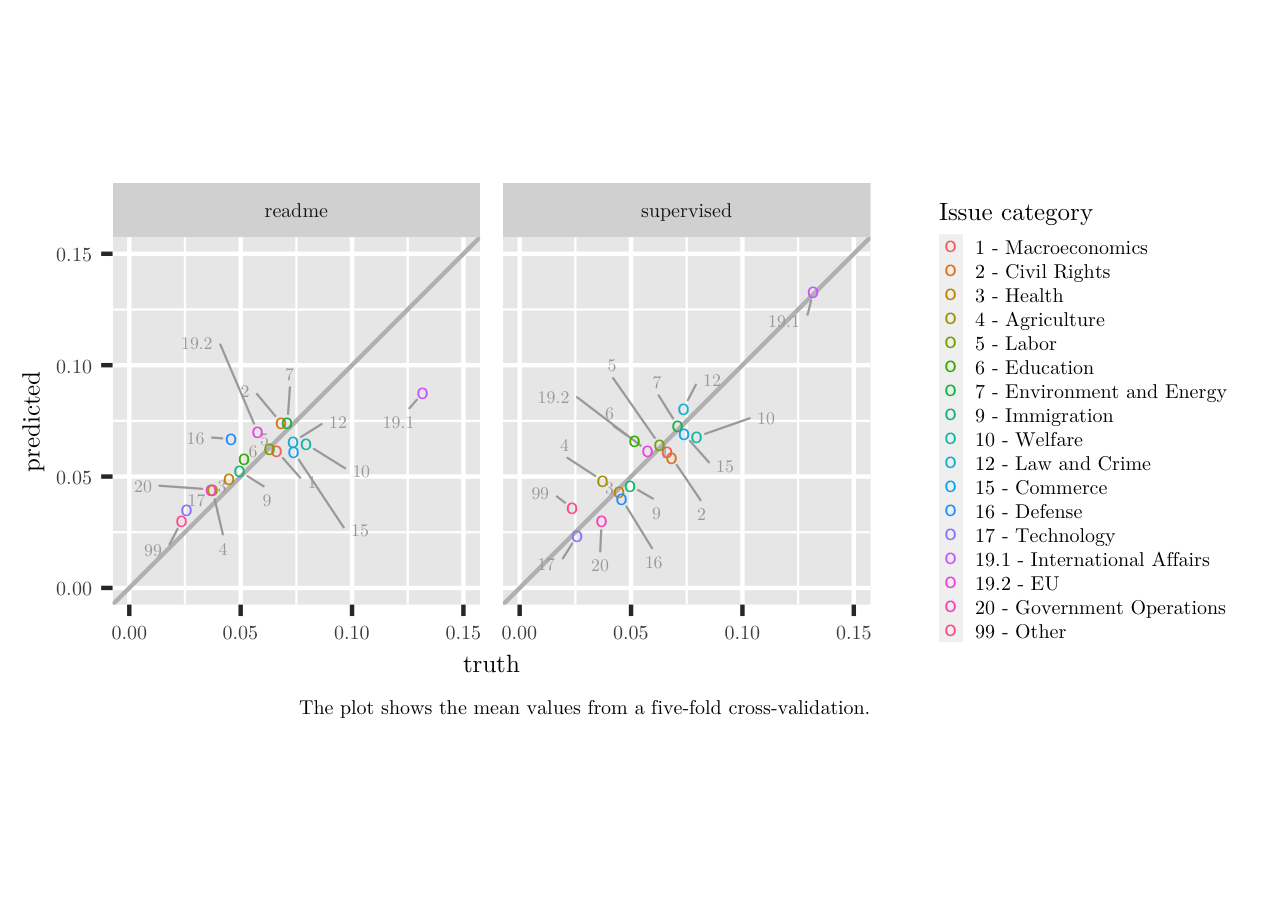 readme
supervised
Issue category
1 - Macroeconomics
2 - Civil Rights
3 - Health
4 - Agriculture
5 - Labor
6 - Education
7 - Environment and Energy
9 - Immigration
10 - Welfare
12 - Law and Crime
15 - Commerce
16 - Defense
17 - Technology
19.1 - International Affairs
19.2 - EU
20 - Government Operations
99 - Other
predicted
0.15
0.10
0.05
0.00
19.2
7
2
12
19.1
16
5
6
10
20
3
1
17
9
15
99
4
19.1
5
7
12
19.2
6
10
4
15
3
99
9
2
17
20
16
0.00
0.05
0.10
0.15
0.00
0.05
0.10
0.15
truth
The plot shows the mean values from a five-fold cross-validation.